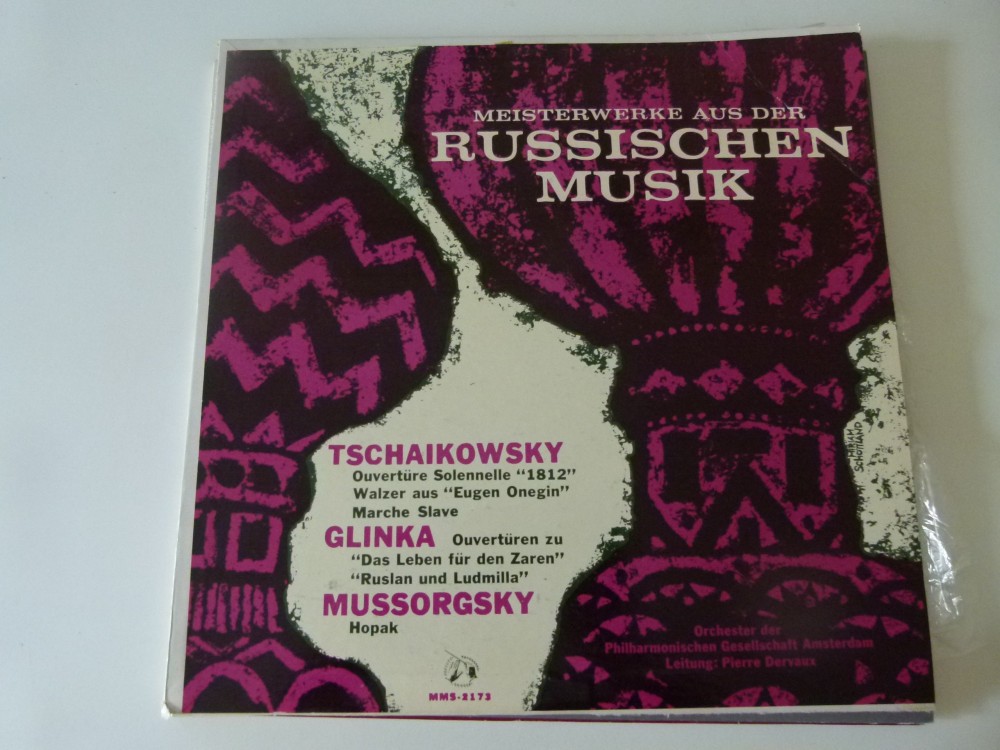 MEISTERWERKE AUS DER
RUSSISCHEN
MUSIK
TSCHAIKOWSKY
Ouvertüre Solennelle "1812"
Walzer aus "Eugen Onegin"
Marche Slave
GLINKA Ouvertüren zu
"Das Leben für den Zaren"
"Ruslan und Ludmilla"
MUSSORGSKY
Hopak
MIRIAM
SCHOTTLAND
Orchester der
Philharmonischen Gesellschaft Amsterdam
Leitung: Pierre Dervaux
MMS-2173